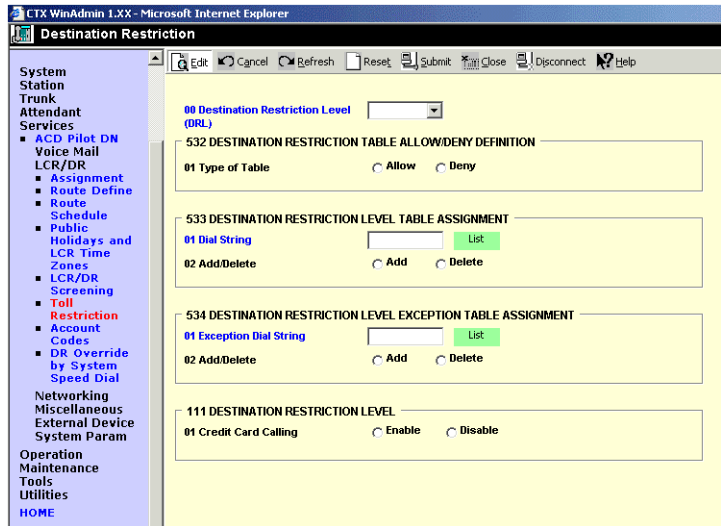 CTX WinAdmin 1.XX - Microsoft Internet Explorer
Destination Restriction
Edit Cancel Refresh Reset Submit Close Disconnect Help
System
Station
Trunk
Attendant
Services
ACD Pilot DN
Voice Mail
LCR/DR
Assignment
Route Define
Route
Schedule
Public
Holidays and
LCR Time
Zones
LCR/DR
Screening
Toll
Restriction
Account
Codes
DR Override
by System
Speed Dial
Networking
Miscellaneous
External Device
System Param
Operation
Maintenance
Tools
Utilities
HOME
00 Destination Restriction Level
(DRL)
532 DESTINATION RESTRICTION TABLE ALLOW/DENY DEFINITION
01 Type of Table Allow Deny
533 DESTINATION RESTRICTION LEVEL TABLE ASSIGNMENT
01 Dial String List
02 Add/Delete Add Delete
534 DESTINATION RESTRICTION LEVEL EXCEPTION TABLE ASSIGNMENT
01 Exception Dial String List
02 Add/Delete Add Delete
111 DESTINATION RESTRICTION LEVEL
01 Credit Card Calling Enable Disable